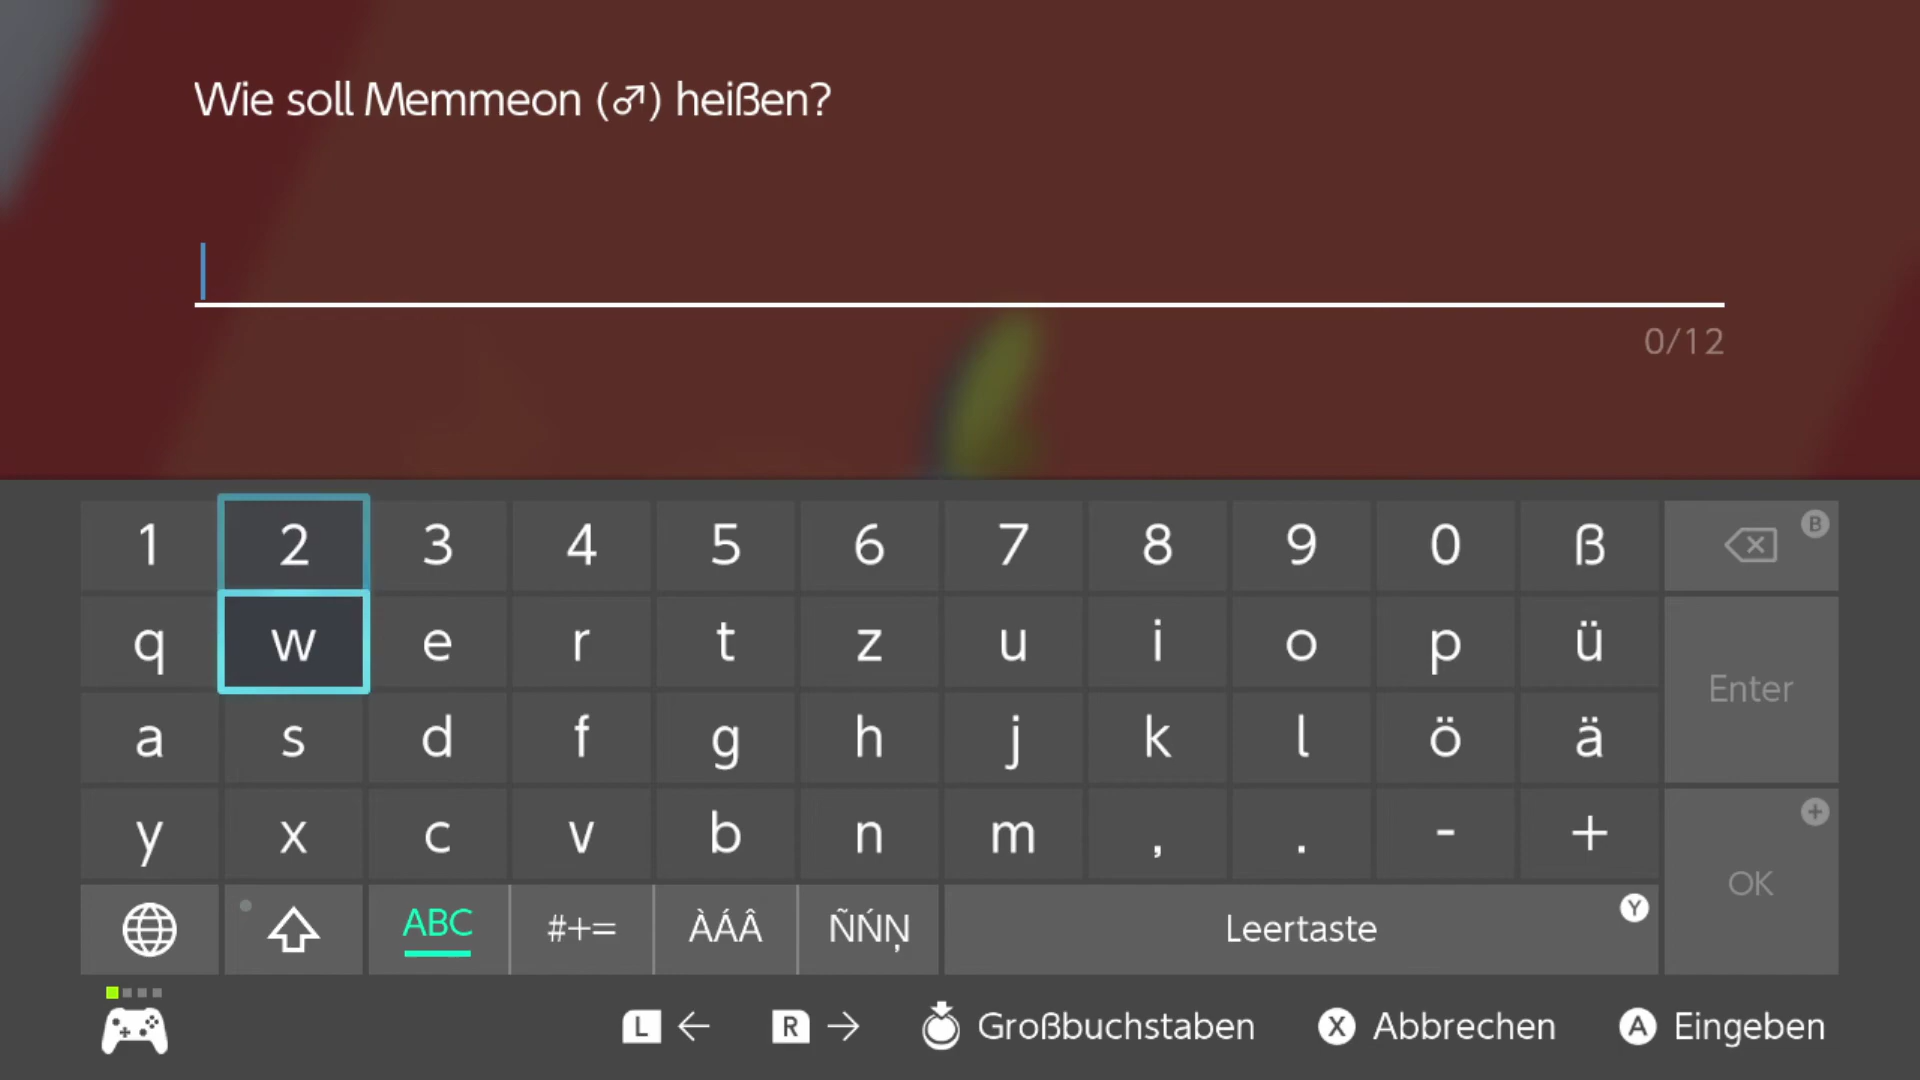 Wie soll Memmeon (♂) heißen?
0/12
1 2 3 4 5 6 7 8 9 0 ß B
q w e r t z u i o p ü Enter
a s d f g h j k l ö ä
y x c v b n m , . - + +
ABC #+= ÀÁÂ ÑŃŅ Leertaste Y OK
L ← R → Großbuchstaben X Abbrechen A Eingeben